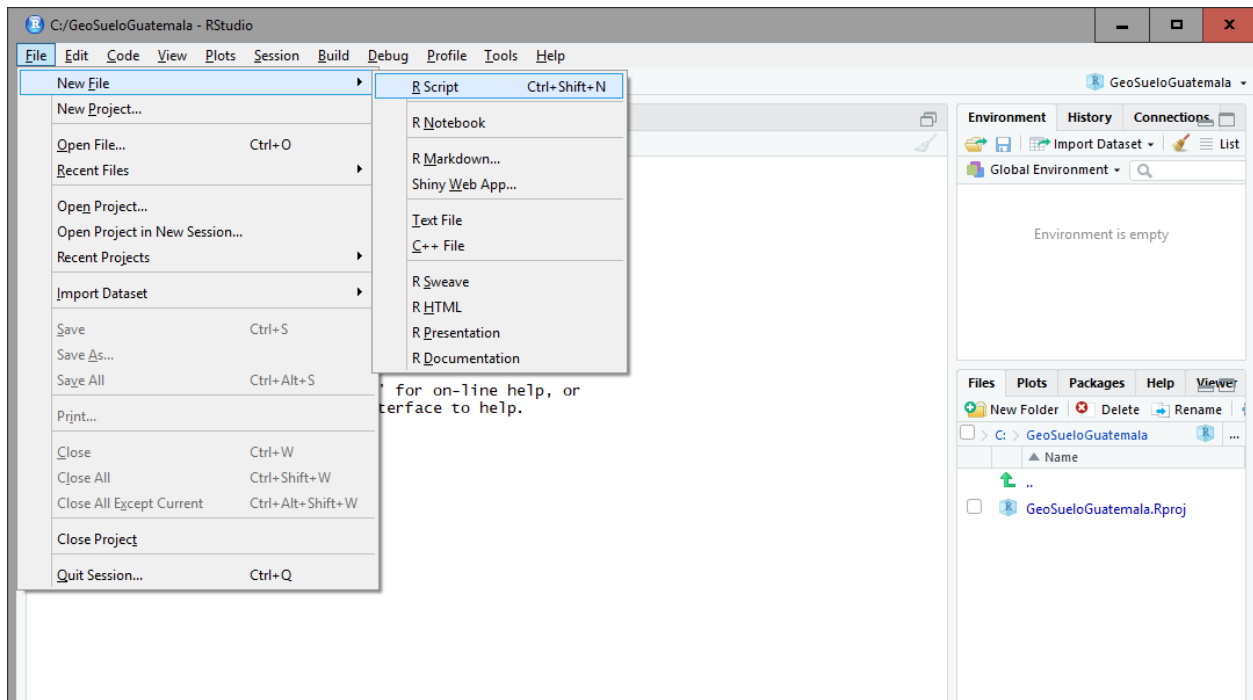 C:/GeoSueloGuatemala - RStudio
File Edit Code View Plots Session Build Debug Profile Tools Help
New File
New Project...
Open File... Ctrl+O
Recent Files
Open Project...
Open Project in New Session...
Recent Projects
Import Dataset
Save Ctrl+S
Save As...
Save All Ctrl+Alt+S
Print...
Close Ctrl+W
Close All Ctrl+Shift+W
Close All Except Current Ctrl+Alt+Shift+W
Close Project
Quit Session... Ctrl+Q
R Script Ctrl+Shift+N
R Notebook
R Markdown...
Shiny Web App...
Text File
C++ File
R Sweave
R HTML
R Presentation
R Documentation
' for on-line help, or
terface to help.
GeoSueloGuatemala
Environment History Connections
Import Dataset List
Global Environment
Environment is empty
Files Plots Packages Help Viewer
New Folder Delete Rename
C: > GeoSueloGuatemala ...
Name
..
GeoSueloGuatemala.Rproj